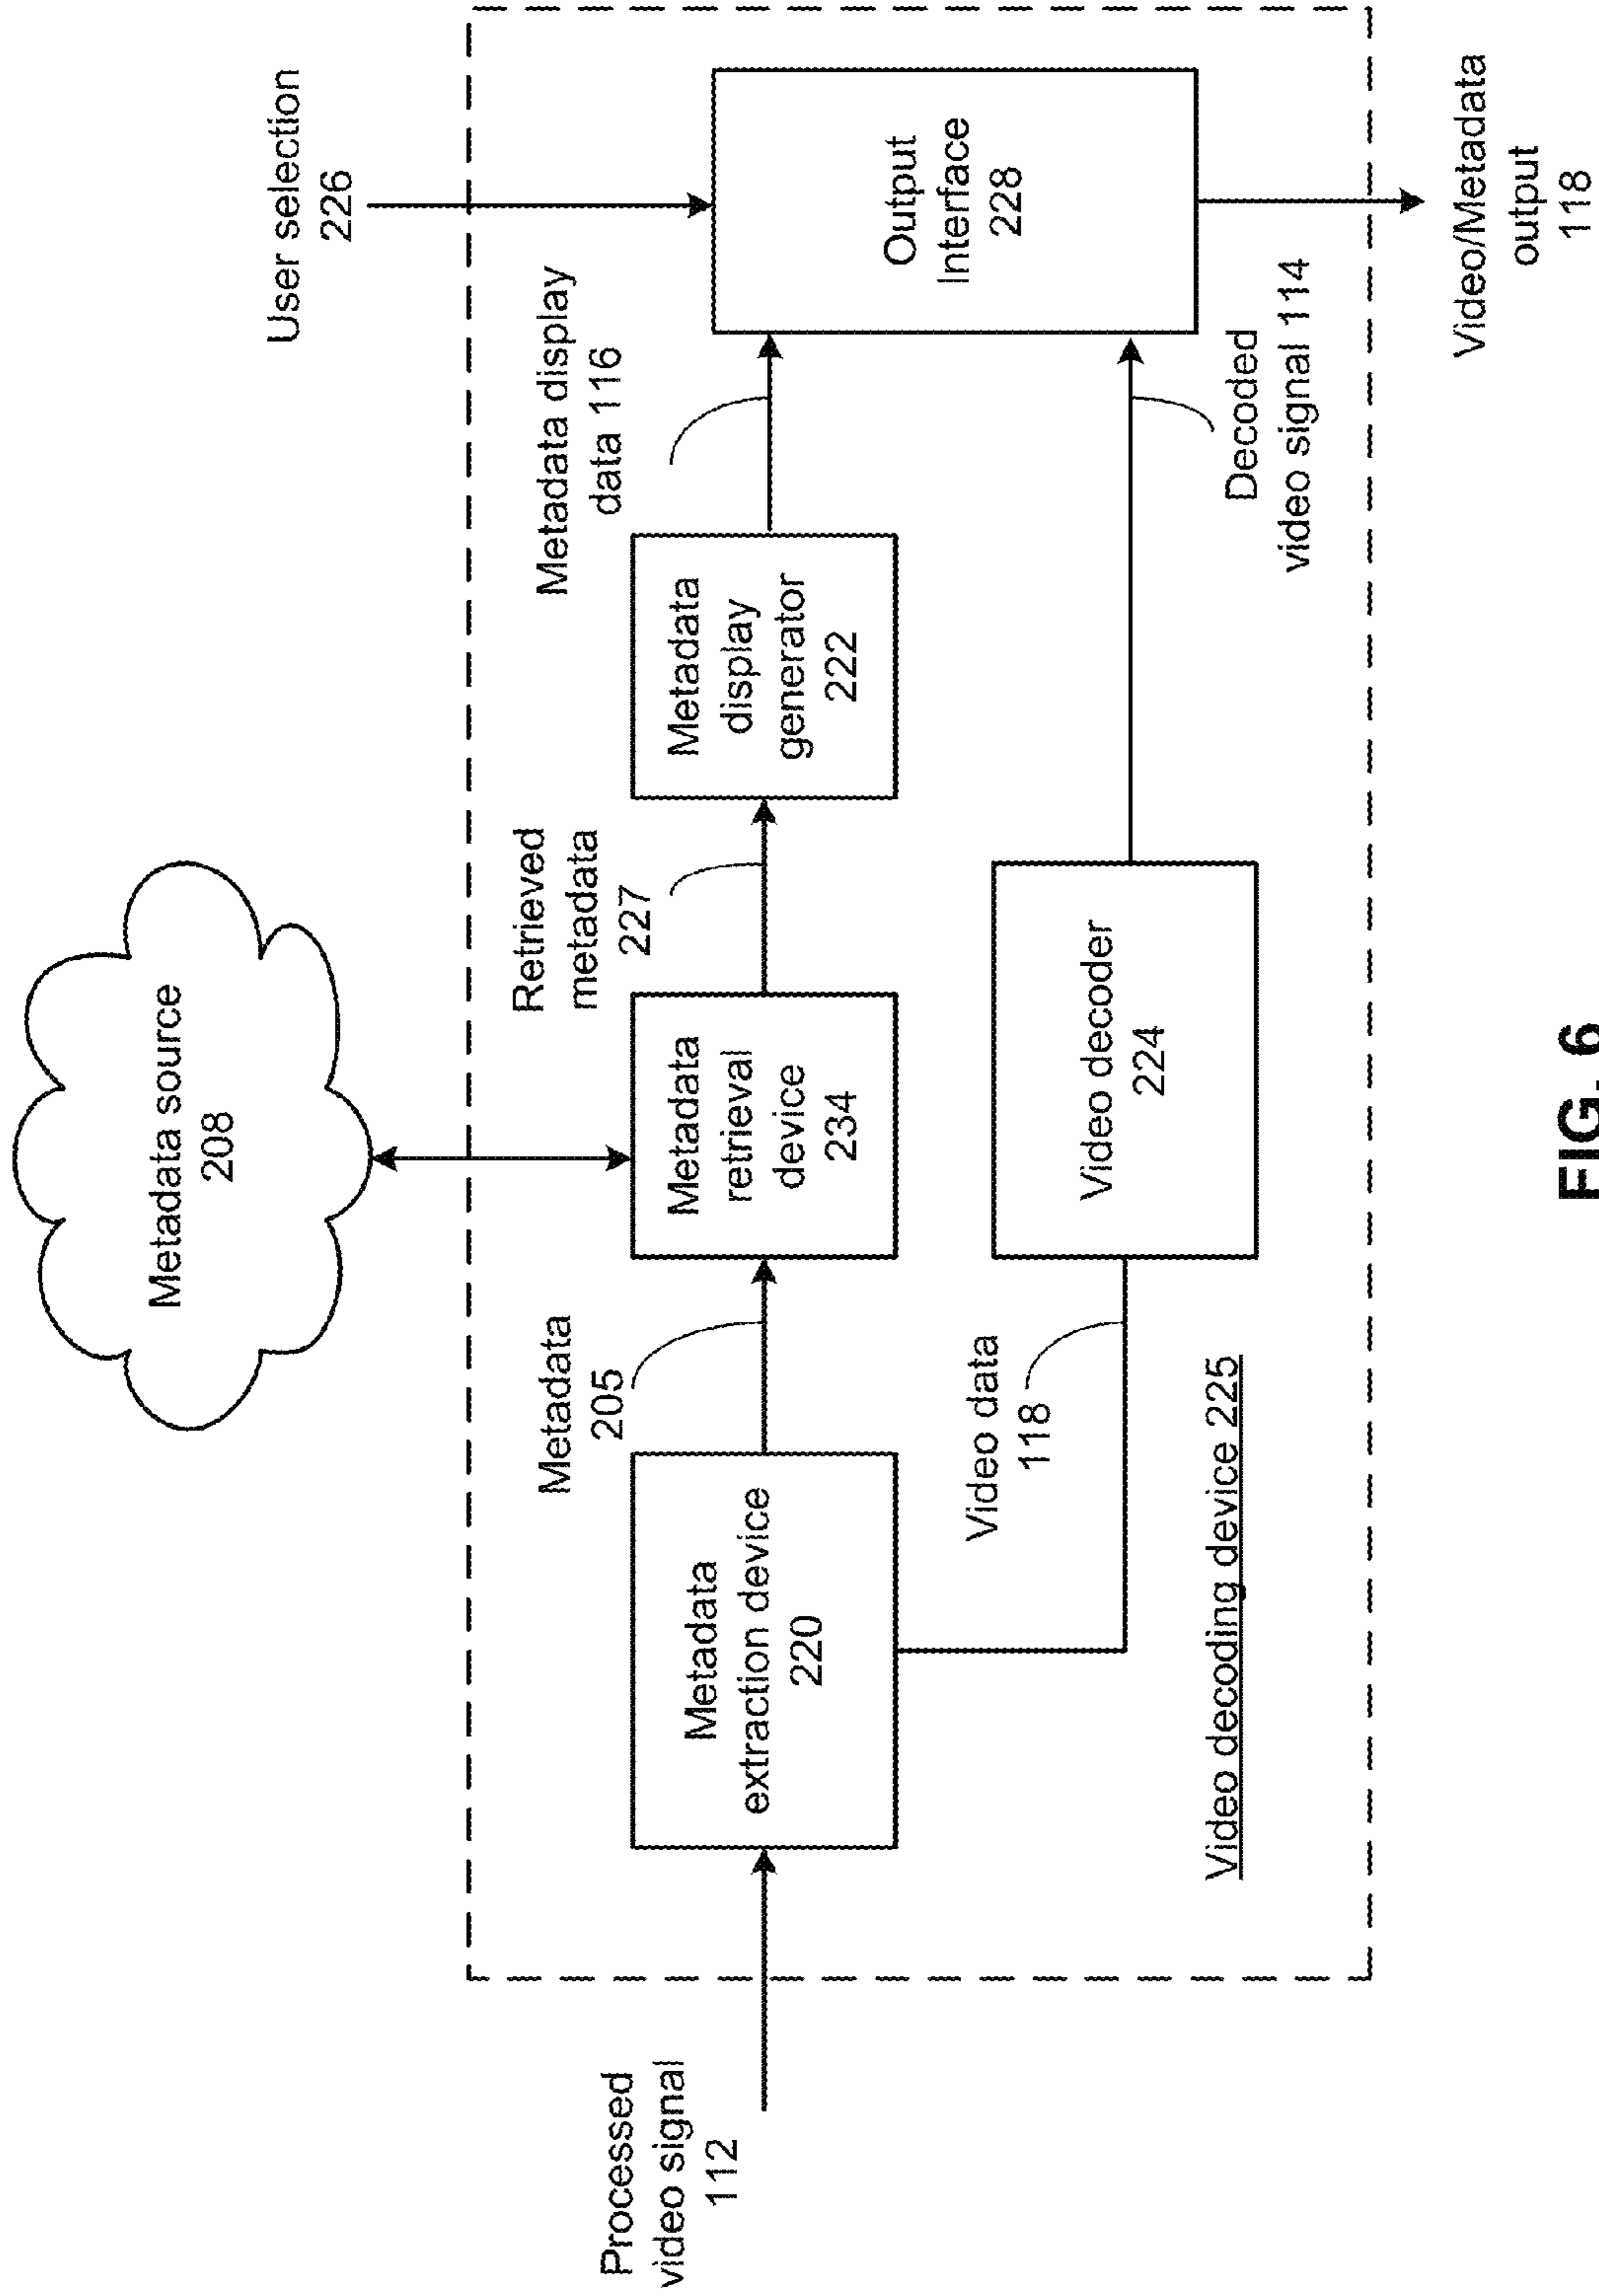 Metadata source
208
User selection
226
Processed
video signal
112
Metadata
extraction device
220
Metadata
205
Metadata
retrieval
device
234
Retrieved
metadata
227
Metadata
display
generator
222
Metadata display
data 116
Output
Interface
228
Video data
118
Video decoder
224
Decoded
video signal 114
Video decoding device 225
Video/Metadata
output
118
FIG. 6